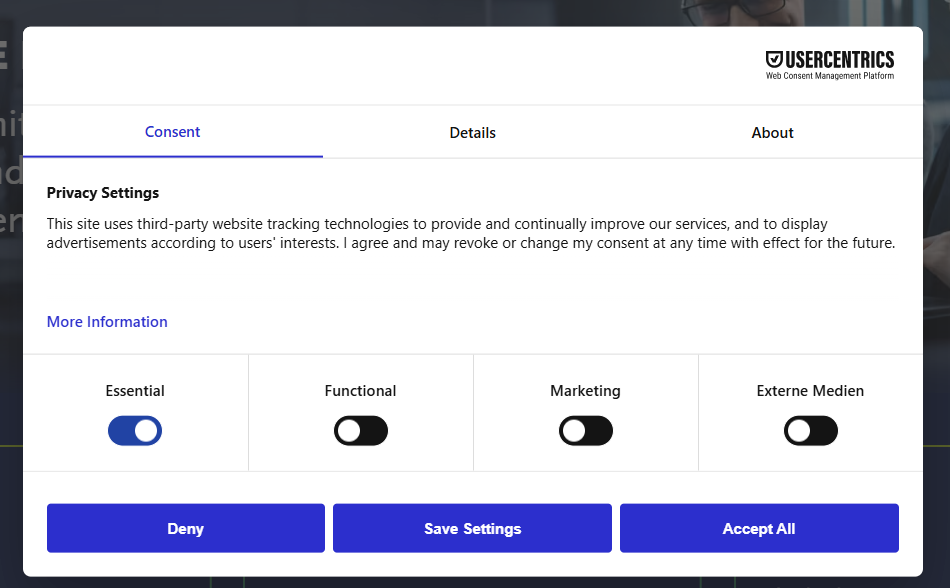 USERCENTRICS
Web Consent Management Platform
Consent
Details
About
Privacy Settings
This site uses third-party website tracking technologies to provide and continually improve our services, and to display
advertisements according to users' interests. I agree and may revoke or change my consent at any time with effect for the future.
More Information
Essential
Functional
Marketing
Externe Medien
Deny
Save Settings
Accept All